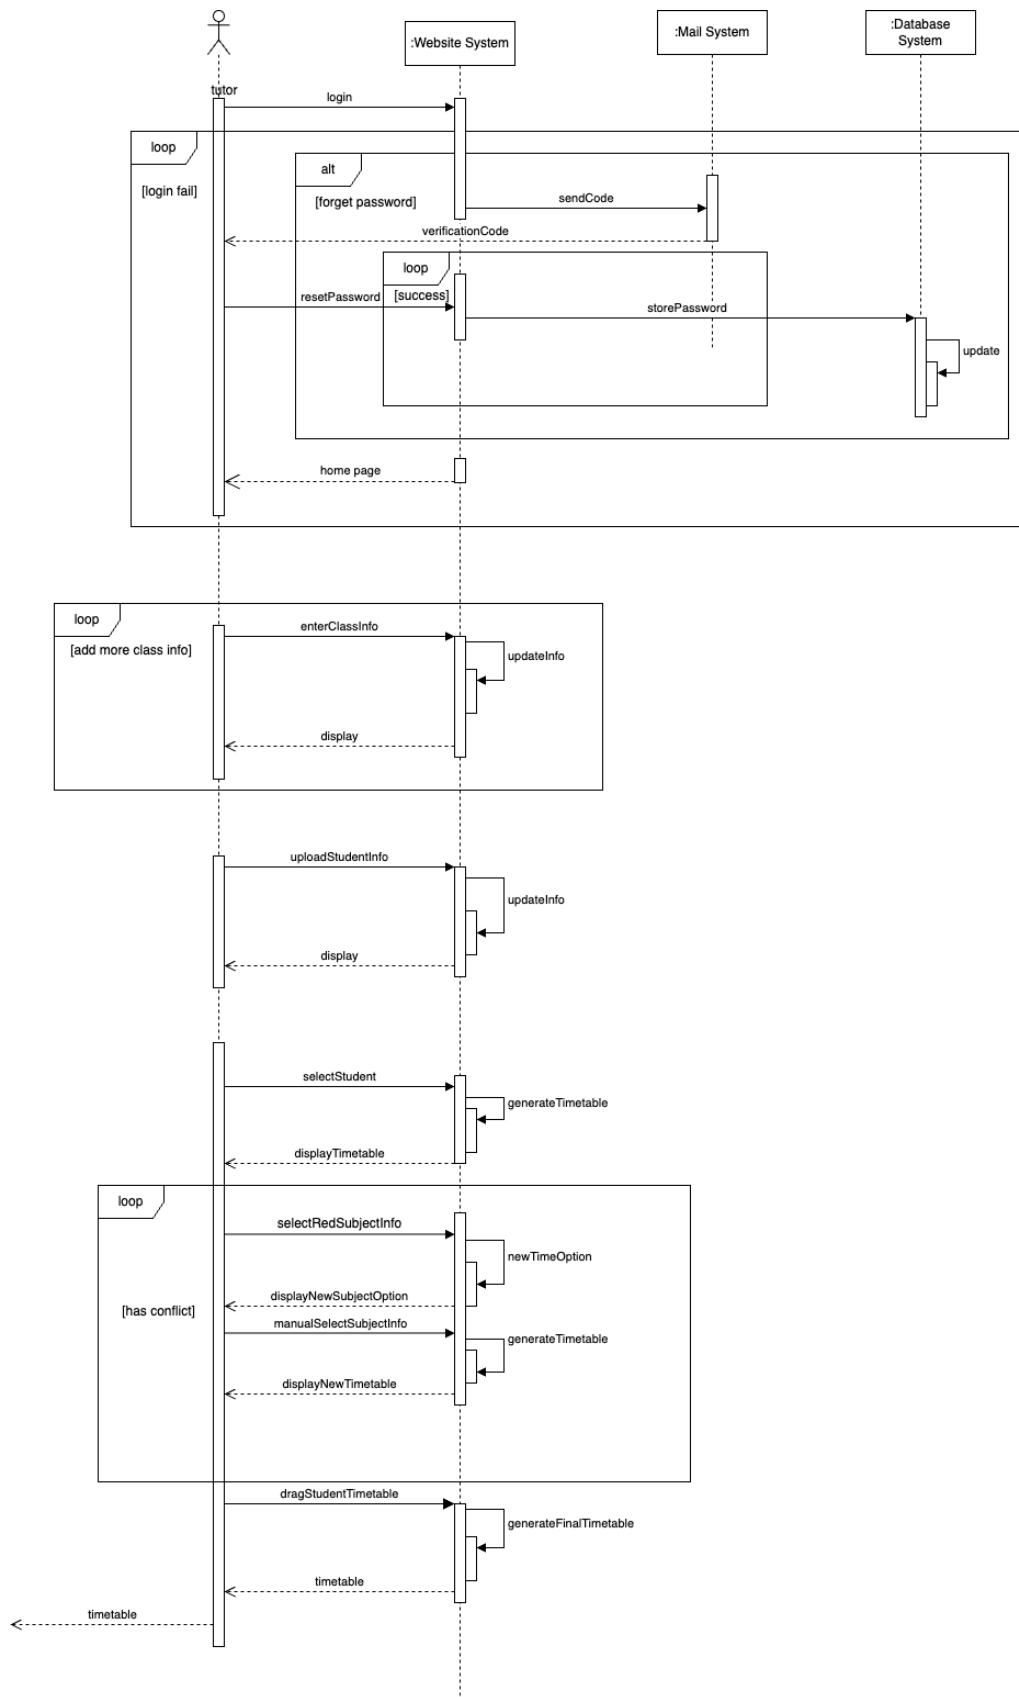 :Website System
:Mail System
:Database
System
tutor
login
loop
[login fail]
alt
[forget password]
sendCode
verificationCode
loop
[success]
resetPassword
storePassword
update
home page
loop
[add more class info]
enterClassInfo
updateInfo
display
uploadStudentInfo
updateInfo
display
selectStudent
generateTimetable
displayTimetable
loop
selectRedSubjectInfo
newTimeOption
[has conflict]
displayNewSubjectOption
manualSelectSubjectInfo
generateTimetable
displayNewTimetable
dragStudentTimetable
generateFinalTimetable
timetable
timetable